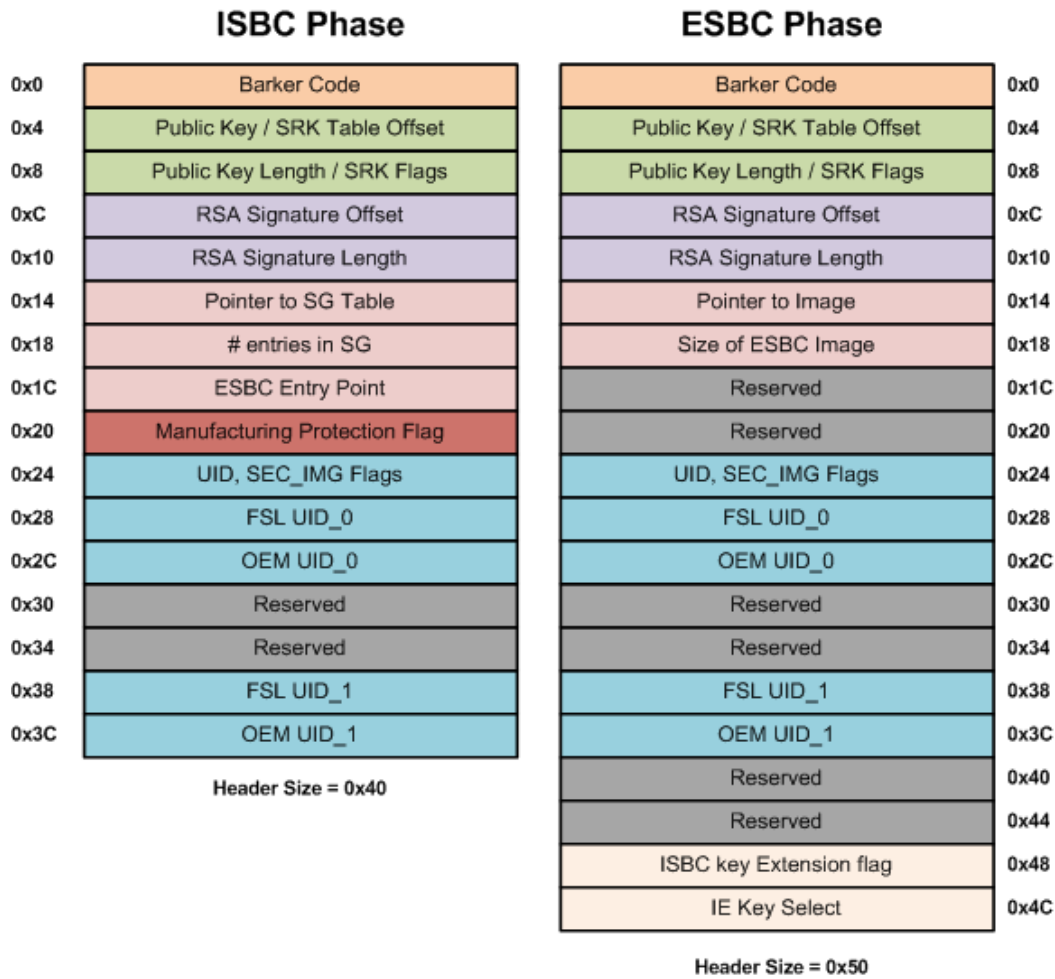 ISBC Phase
ESBC Phase
0x0 Barker Code Barker Code 0x0
0x4 Public Key / SRK Table Offset Public Key / SRK Table Offset 0x4
0x8 Public Key Length / SRK Flags Public Key Length / SRK Flags 0x8
0xC RSA Signature Offset RSA Signature Offset 0xC
0x10 RSA Signature Length RSA Signature Length 0x10
0x14 Pointer to SG Table Pointer to Image 0x14
0x18 # entries in SG Size of ESBC Image 0x18
0x1C ESBC Entry Point Reserved 0x1C
0x20 Manufacturing Protection Flag Reserved 0x20
0x24 UID, SEC_IMG Flags UID, SEC_IMG Flags 0x24
0x28 FSL UID_0 FSL UID_0 0x28
0x2C OEM UID_0 OEM UID_0 0x2C
0x30 Reserved Reserved 0x30
0x34 Reserved Reserved 0x34
0x38 FSL UID_1 FSL UID_1 0x38
0x3C OEM UID_1 OEM UID_1 0x3C
Header Size = 0x40
Reserved 0x40
Reserved 0x44
ISBC key Extension flag 0x48
IE Key Select 0x4C
Header Size = 0x50